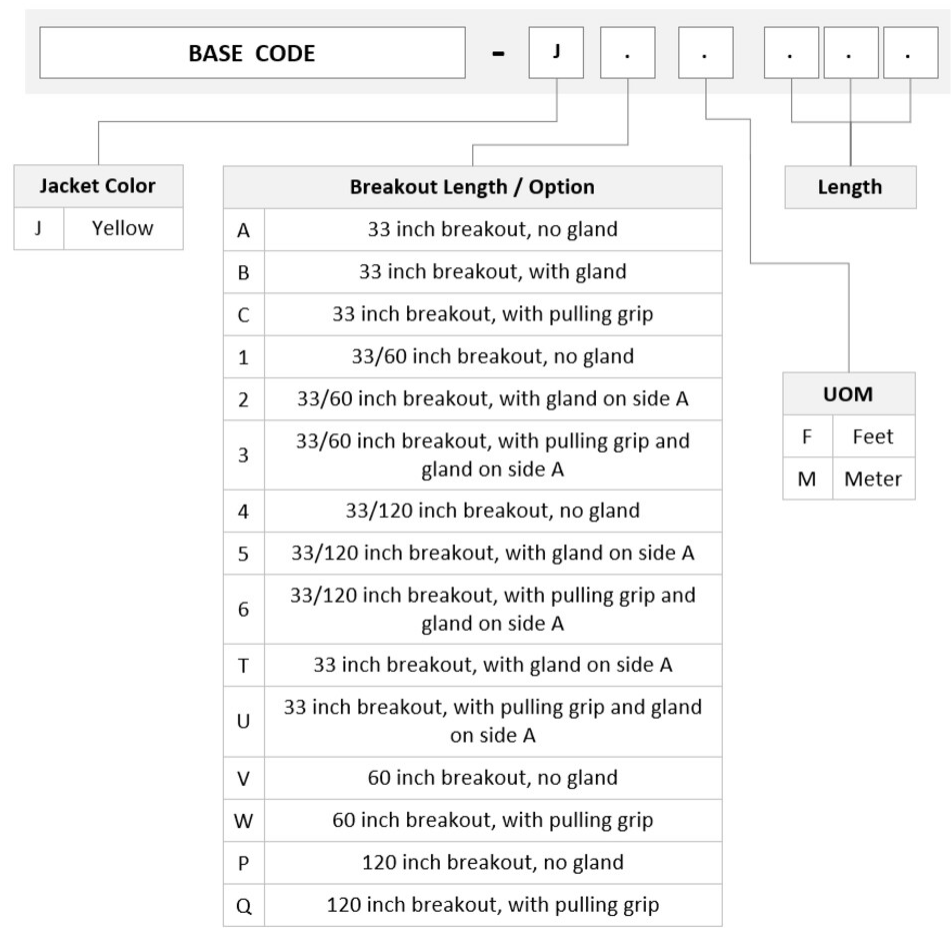 BASE CODE - J . . . . .
Jacket Color
J Yellow
Breakout Length / Option
A 33 inch breakout, no gland
B 33 inch breakout, with gland
C 33 inch breakout, with pulling grip
1 33/60 inch breakout, no gland
2 33/60 inch breakout, with gland on side A
3 33/60 inch breakout, with pulling grip and
gland on side A
4 33/120 inch breakout, no gland
5 33/120 inch breakout, with gland on side A
6 33/120 inch breakout, with pulling grip and
gland on side A
T 33 inch breakout, with gland on side A
U 33 inch breakout, with pulling grip and gland
on side A
V 60 inch breakout, no gland
W 60 inch breakout, with pulling grip
P 120 inch breakout, no gland
Q 120 inch breakout, with pulling grip
Length
UOM
F Feet
M Meter